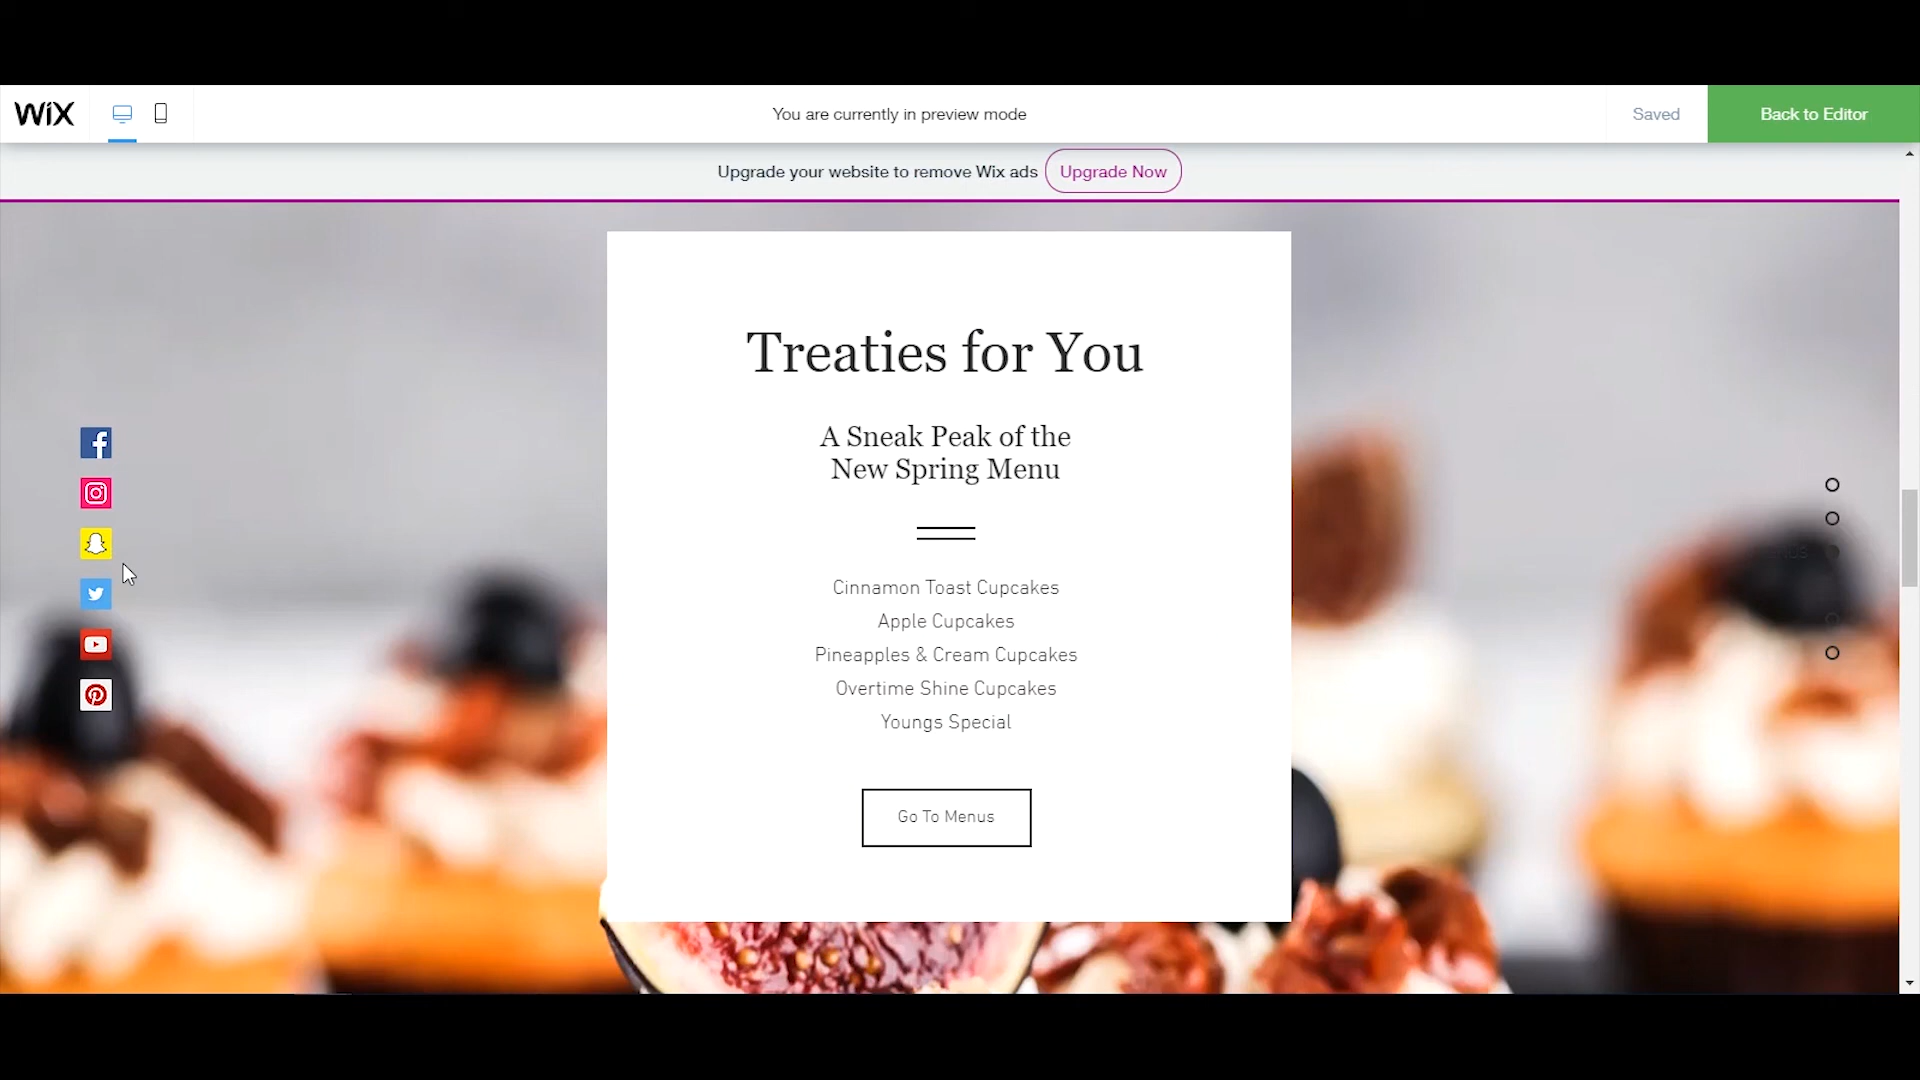 WiX
You are currently in preview mode
Saved
Back to Editor
Upgrade your website to remove Wix ads
Upgrade Now
Treaties for You
A Sneak Peak of the
New Spring Menu
Cinnamon Toast Cupcakes
Apple Cupcakes
Pineapples & Cream Cupcakes
Overtime Shine Cupcakes
Youngs Special
Go To Menus